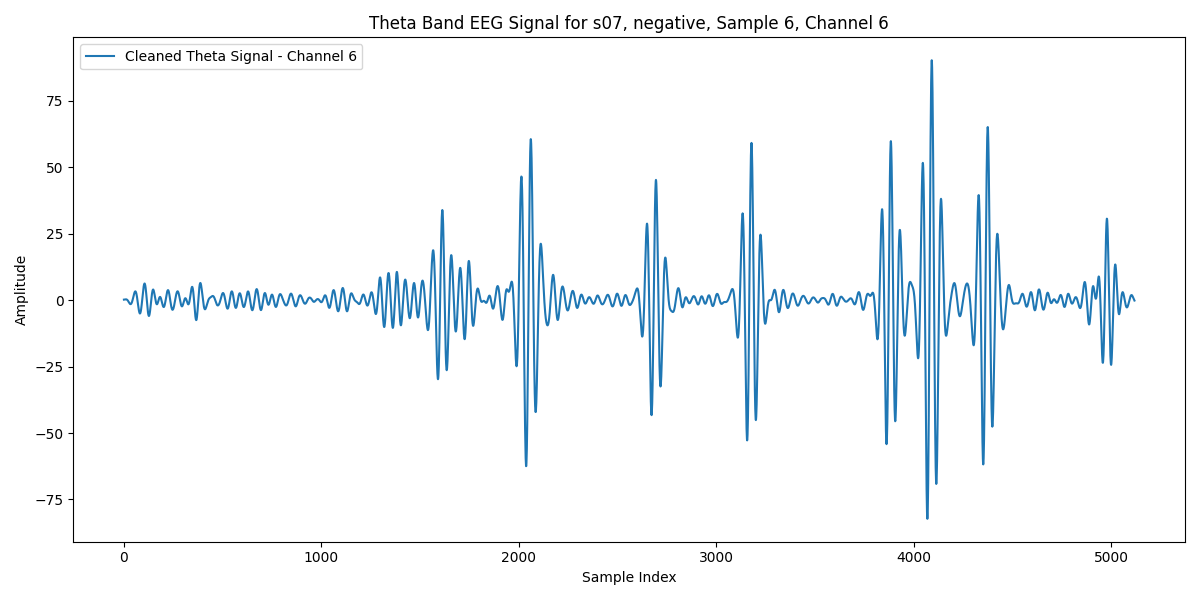 Theta Band EEG Signal for s07, negative, Sample 6, Channel 6
Cleaned Theta Signal - Channel 6
Amplitude
75
50
25
0
−25
−50
−75
0 1000 2000 3000 4000 5000
Sample Index